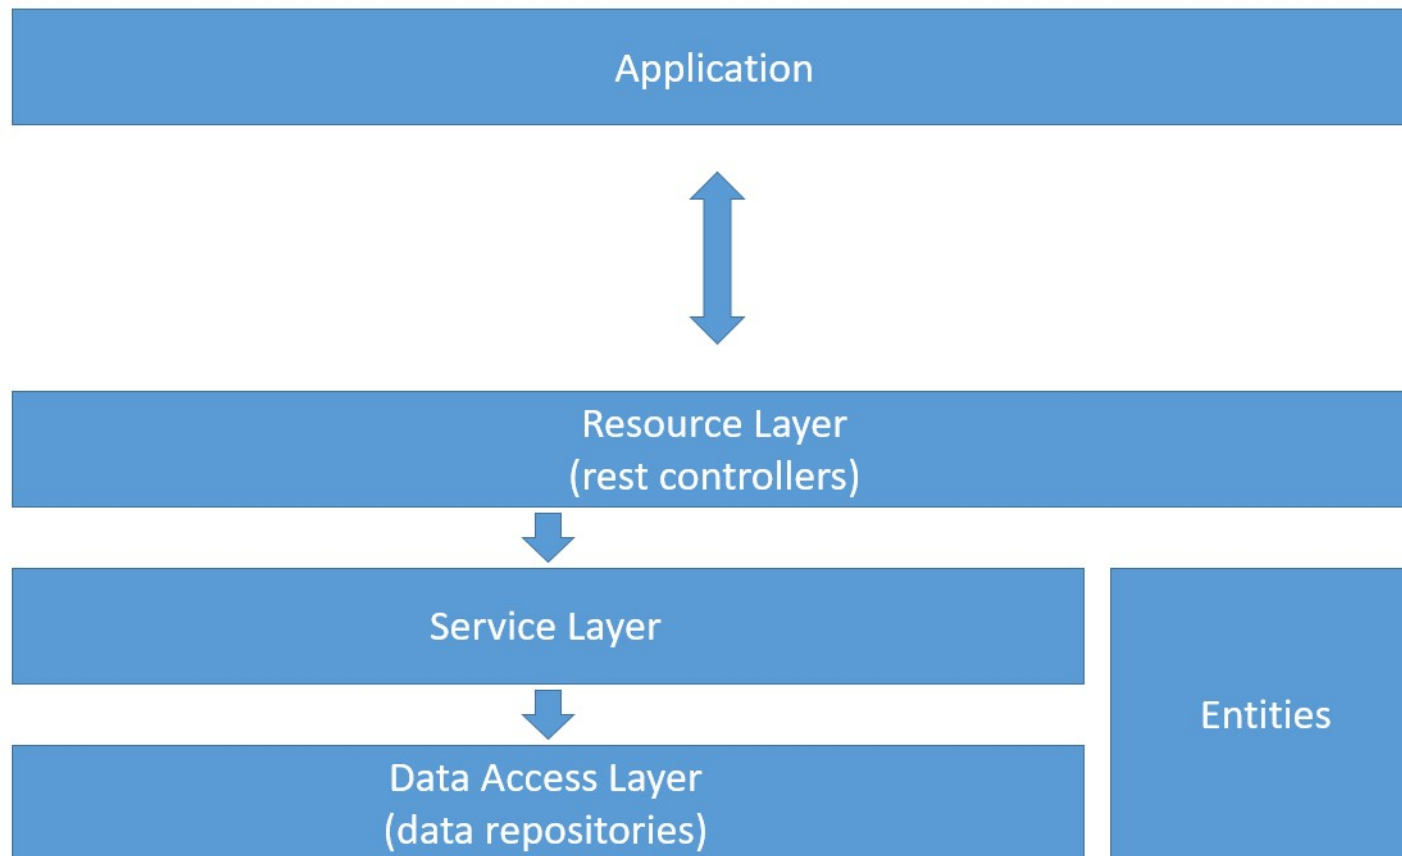 Application
Resource Layer
(rest controllers)
Service Layer
Entities
Data Access Layer
(data repositories)